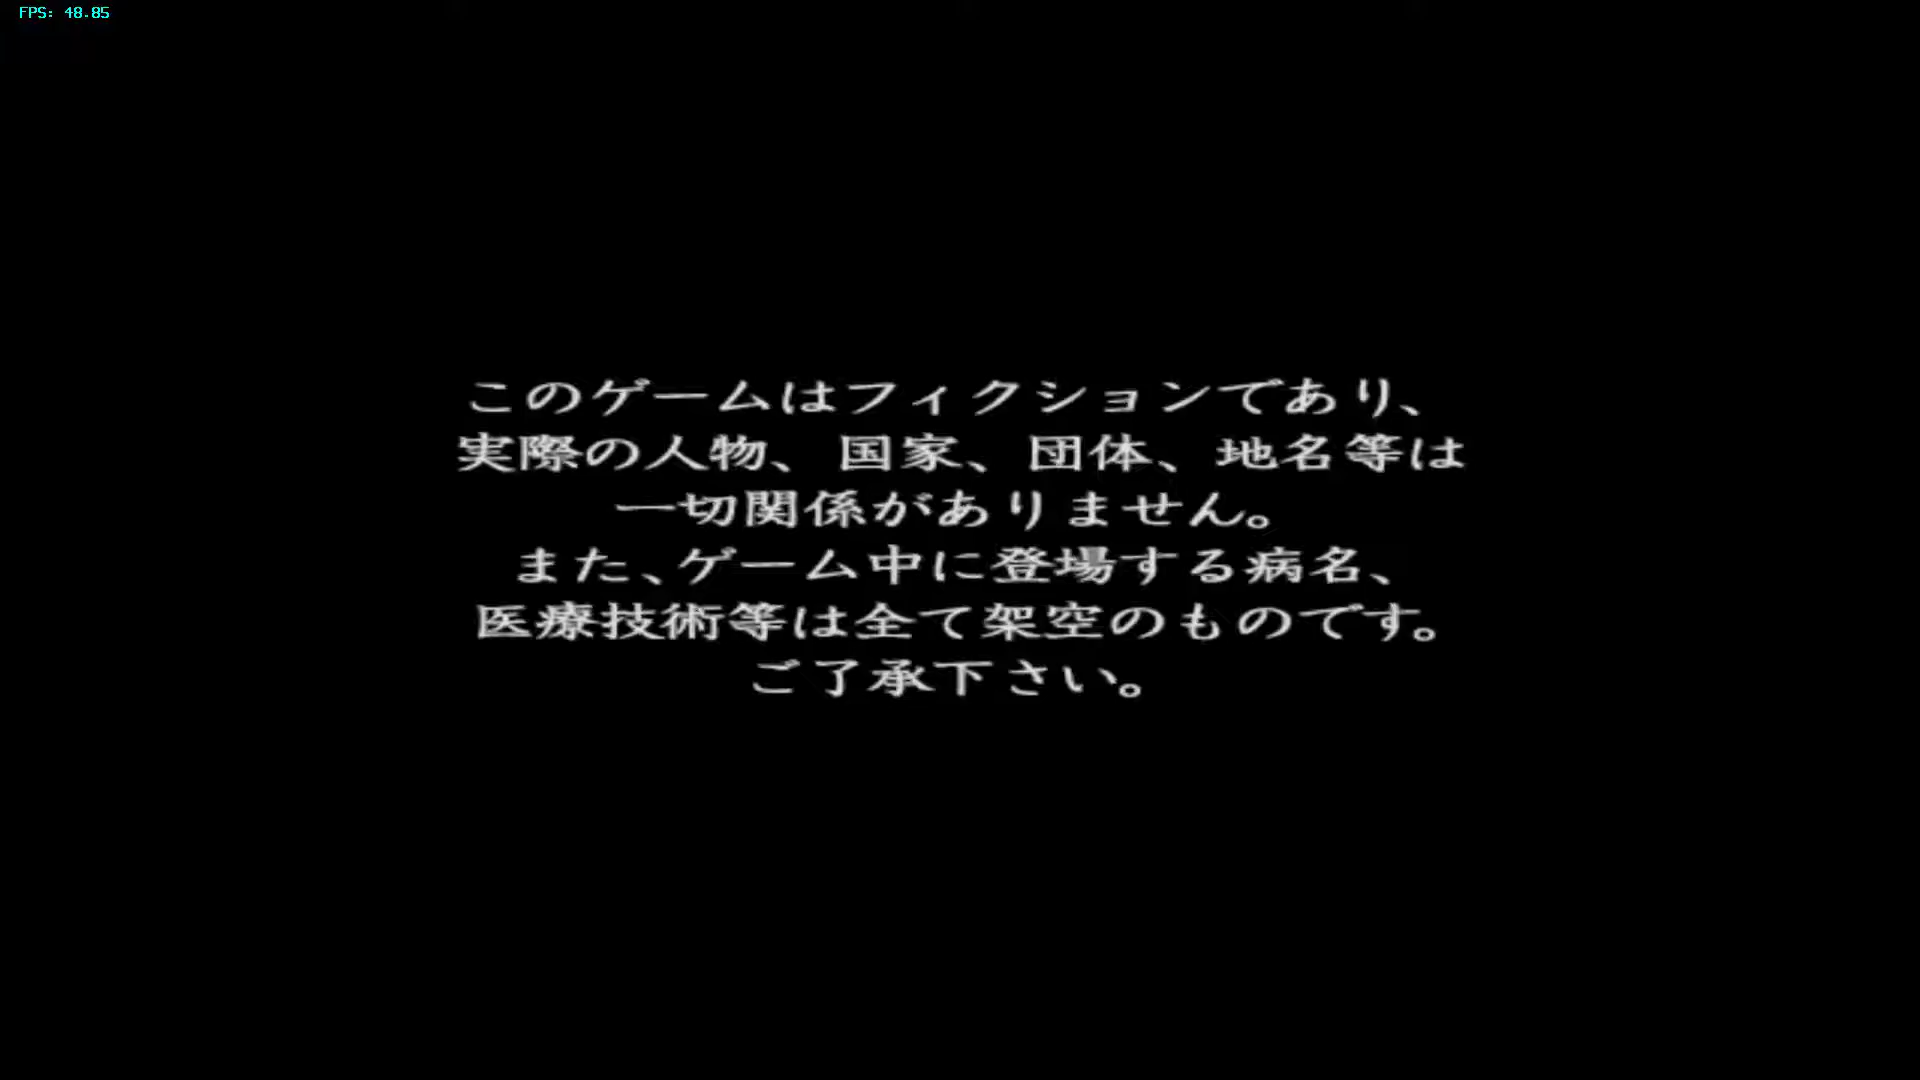 FPS: 48.85
このゲームはフィクションであり、
実際の人物、国家、団体、地名等は
一切関係がありません。
また、ゲーム中に登場する病名、
医療技術等は全て架空のものです。
ご了承下さい。